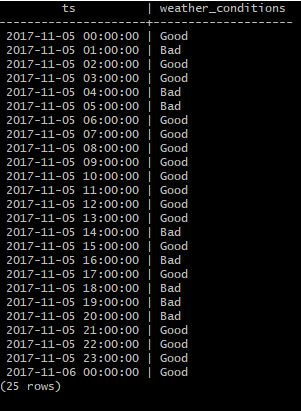 ts | weather_conditions
---------------------+--------------------
2017-11-05 00:00:00 | Good
2017-11-05 01:00:00 | Bad
2017-11-05 02:00:00 | Good
2017-11-05 03:00:00 | Good
2017-11-05 04:00:00 | Bad
2017-11-05 05:00:00 | Bad
2017-11-05 06:00:00 | Good
2017-11-05 07:00:00 | Good
2017-11-05 08:00:00 | Good
2017-11-05 09:00:00 | Good
2017-11-05 10:00:00 | Good
2017-11-05 11:00:00 | Good
2017-11-05 12:00:00 | Good
2017-11-05 13:00:00 | Good
2017-11-05 14:00:00 | Bad
2017-11-05 15:00:00 | Good
2017-11-05 16:00:00 | Bad
2017-11-05 17:00:00 | Good
2017-11-05 18:00:00 | Bad
2017-11-05 19:00:00 | Bad
2017-11-05 20:00:00 | Bad
2017-11-05 21:00:00 | Good
2017-11-05 22:00:00 | Good
2017-11-05 23:00:00 | Good
2017-11-06 00:00:00 | Good
(25 rows)